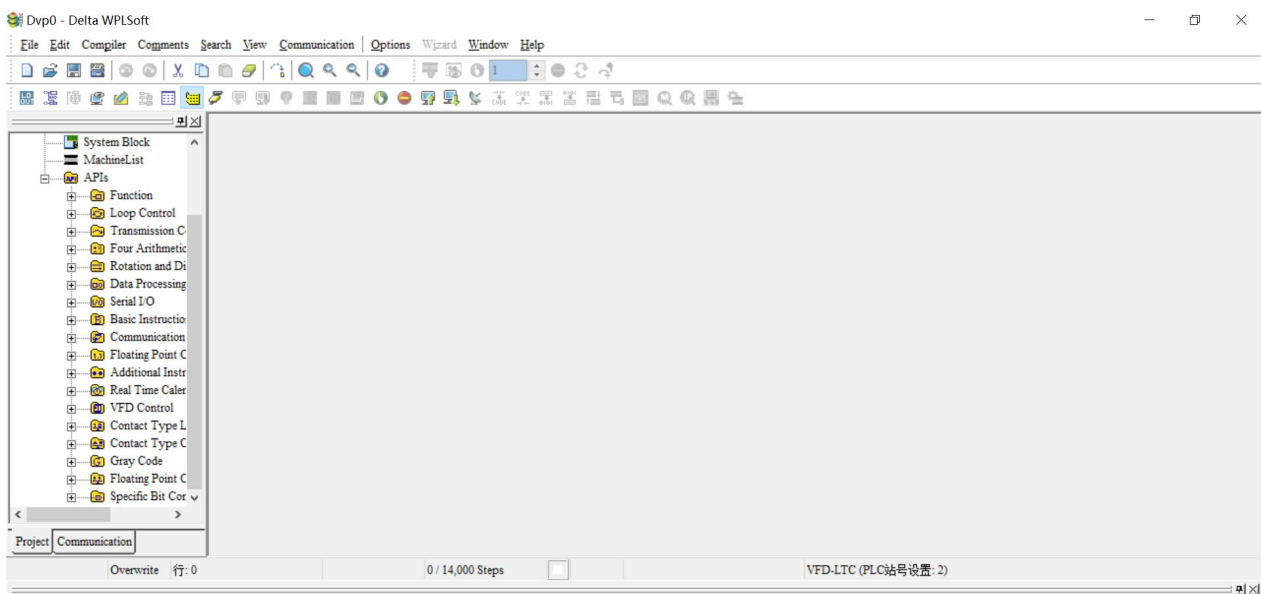 Dvp0 - Delta WPLSoft
File Edit Compiler Comments Search View Communication Options Wizard Window Help
1
System Block
MachineList
APIs
Function
Loop Control
Transmission C
Four Arithmetic
Rotation and Di
Data Processing
Serial I/O
Basic Instructio
Communication
Floating Point C
Additional Instr
Real Time Caler
VFD Control
Contact Type L
Contact Type C
Gray Code
Floating Point C
Specific Bit Cor
Project Communication
Overwrite 行: 0 0 / 14,000 Steps VFD-LTC (PLC站号设置: 2)